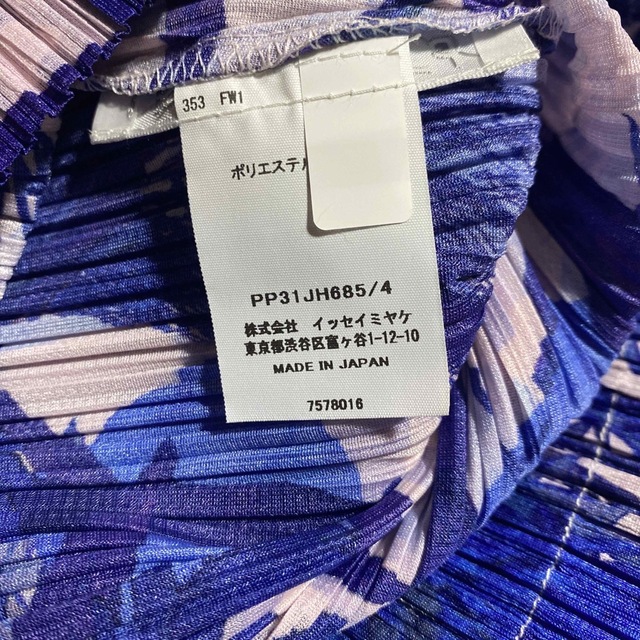 353 FW1
ポリエステル
PP31JH685/4
株式会社 イッセイミヤケ
東京都渋谷区富ヶ谷1-12-10
MADE IN JAPAN
7578016